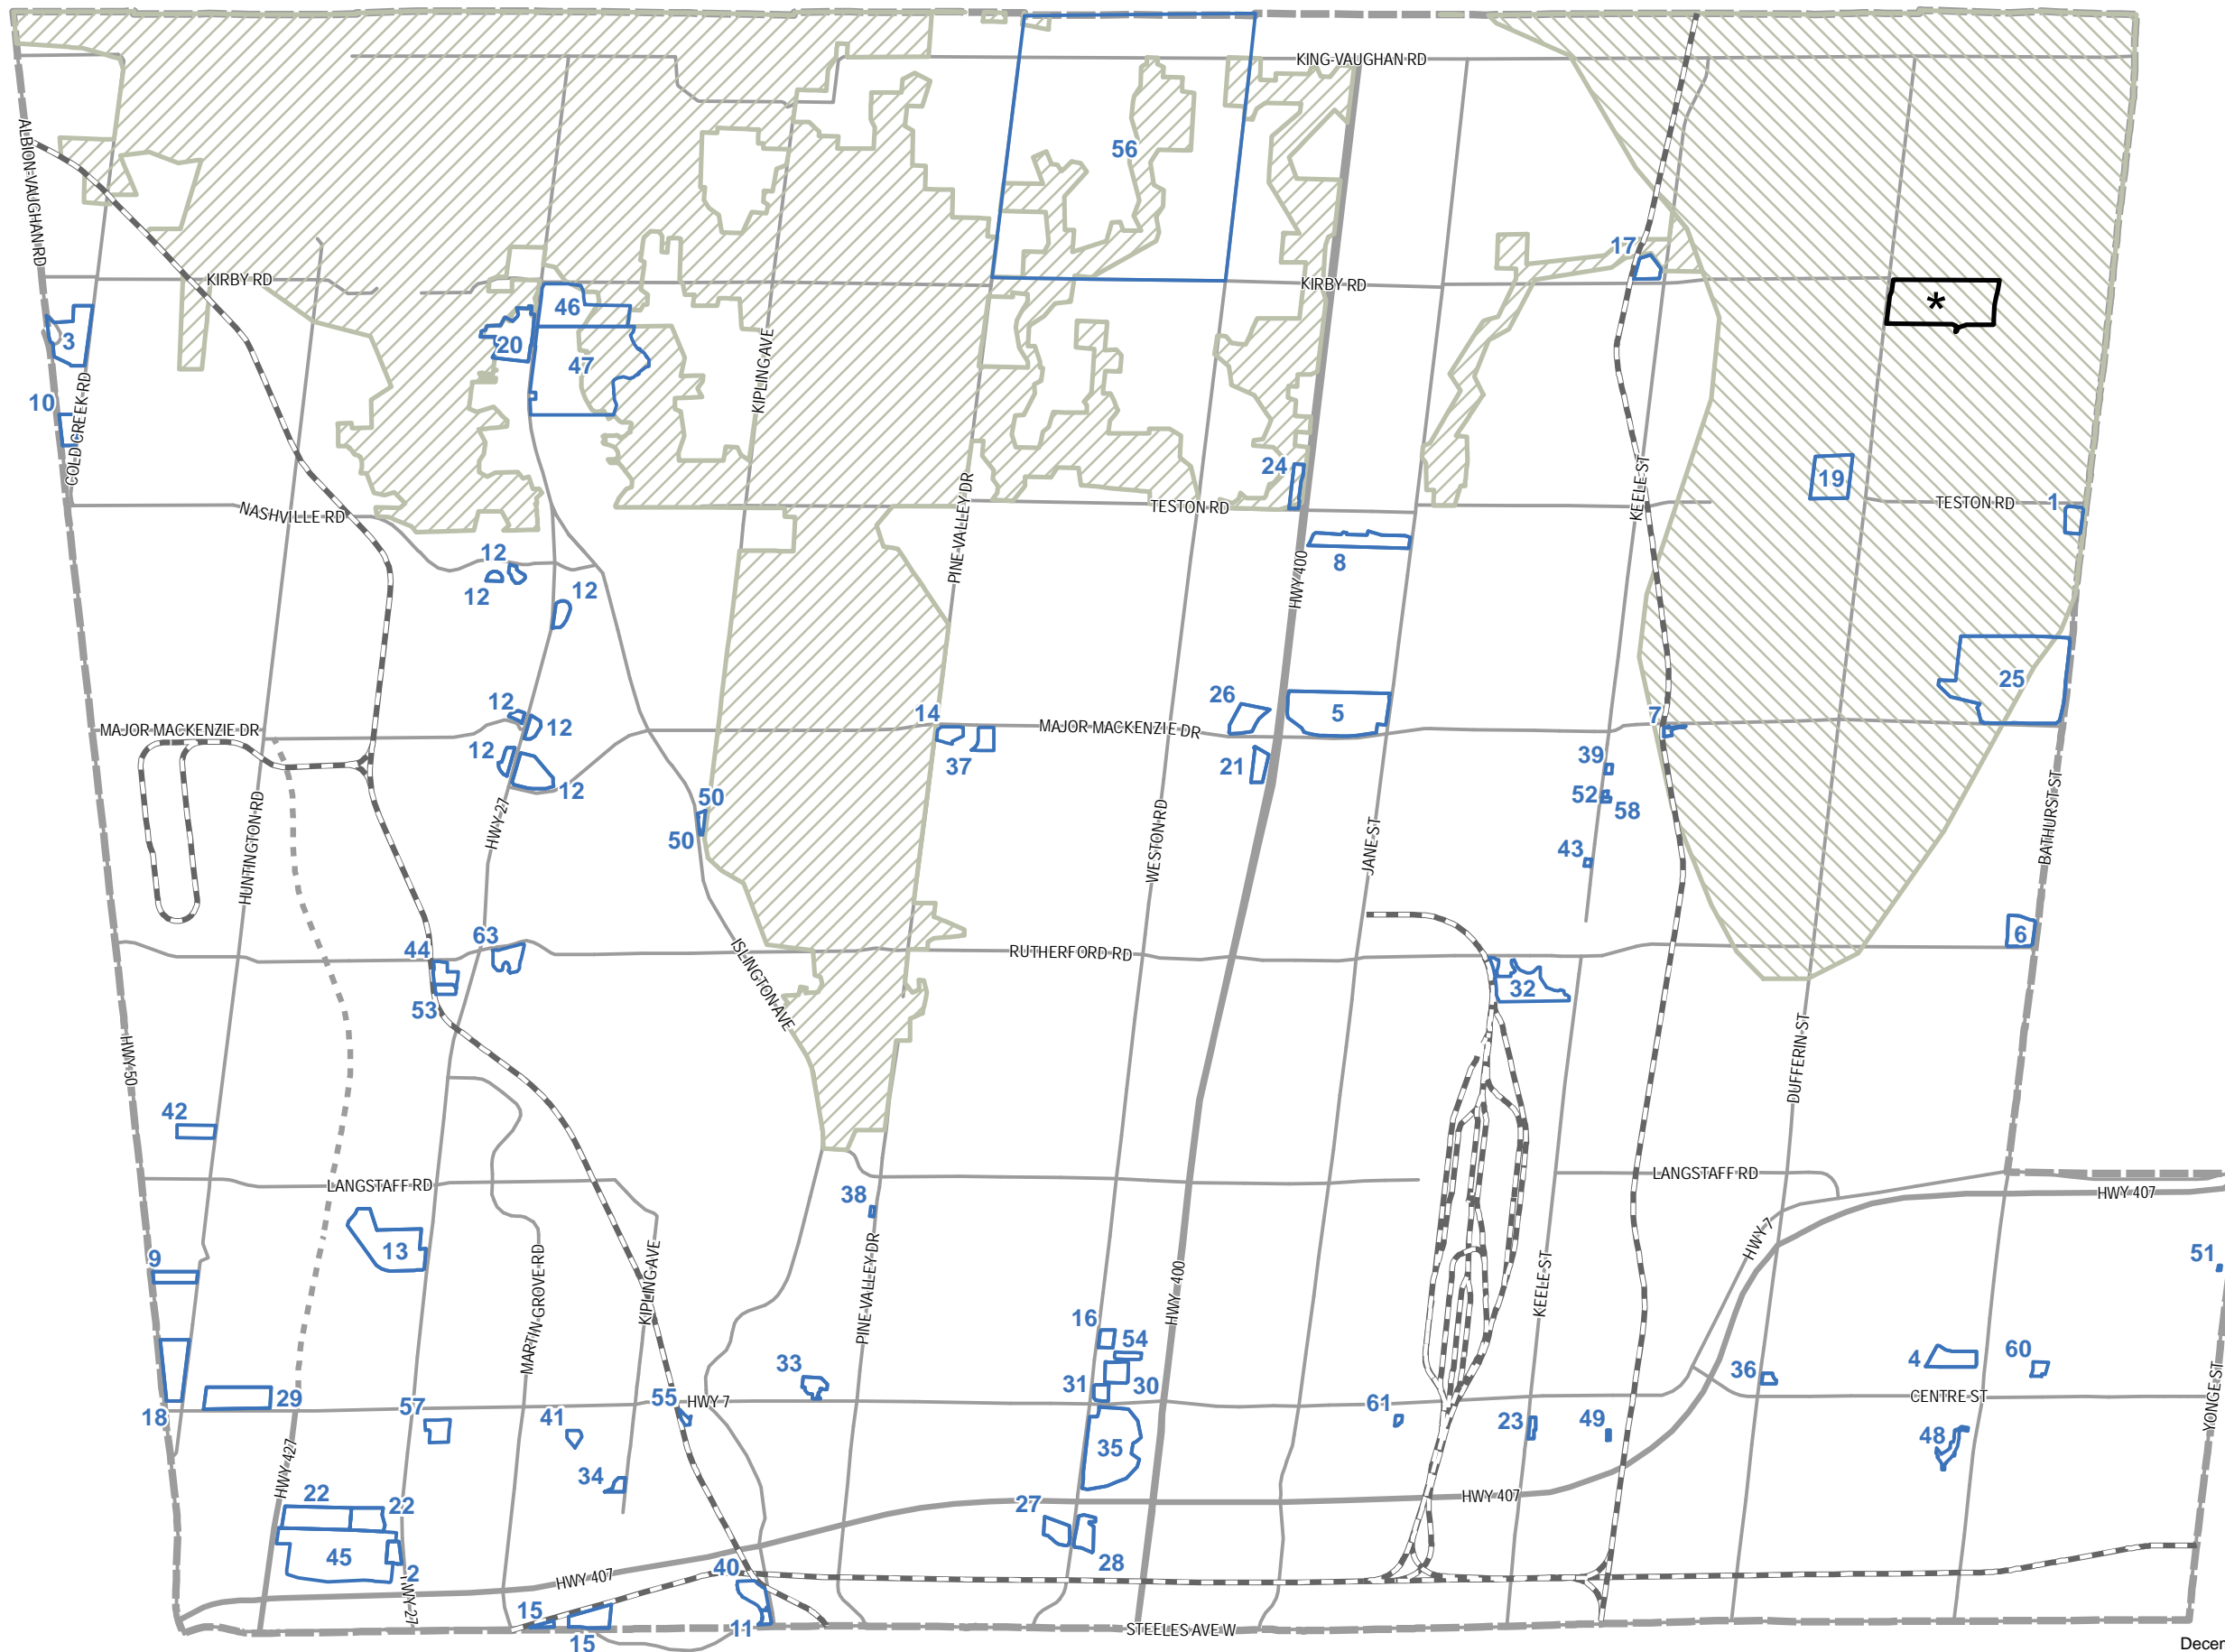 KING-VAUGHAN RD
ALBION-VAUGHAN RD
56
17
KIRBY RD
KIRBY RD
*
46
3
20
47
KIPLING AVE
COLD CREEK RD
10
24
KEELE ST
19
TESTON RD
TESTON RD
1
NASHVILLE RD
PINE VALLEY DR
12
12
12
8
HWY 400
25
26
14
5
7
12
12
MAJOR MACKENZIE DR
MAJOR MACKENZIE DR
12
37
21
39
12
50
52
58
HWY 27
WESTON RD
JANE ST
BATHURST ST
50
HUNTINGTON RD
43
63
44
RUTHERFORD RD
6
ISLINGTON AVE
32
53
HWY 50
DUFFERIN ST
42
LANGSTAFF RD
LANGSTAFF RD
HWY 407
38
13
HWY 7
9
51
MARTIN GROVE RD
KIPLING AVE
PINE VALLEY DR
HWY 400
KEELE ST
16
54
33
4
60
36
31
30
29
55
HWY 7
CENTRE ST
YONGE ST
18
57
41
61
23
49
48
35
34
HWY 427
22
22
27
HWY 407
45
2
28
40
HWY 407
HWY 27
15
15
11
STEELES AVE W
Decer